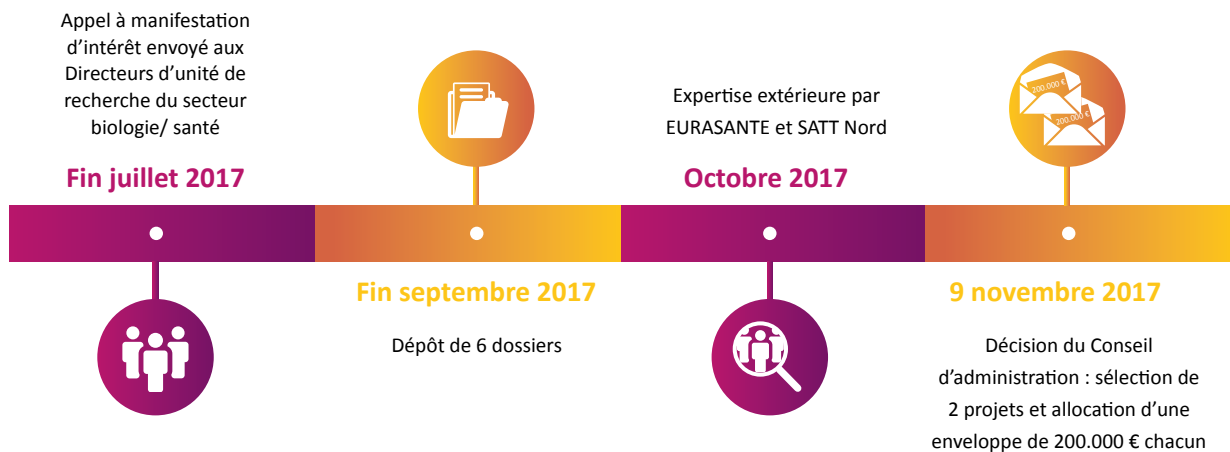 Appel à manifestation
d’intérêt envoyé aux
Directeurs d’unité de
recherche du secteur
biologie/ santé
Fin juillet 2017
Fin septembre 2017
Dépôt de 6 dossiers
Expertise extérieure par
EURASANTE et SATT Nord
Octobre 2017
200.000 €
200.000 €
9 novembre 2017
Décision du Conseil
d’administration : sélection de
2 projets et allocation d’une
enveloppe de 200.000 € chacun